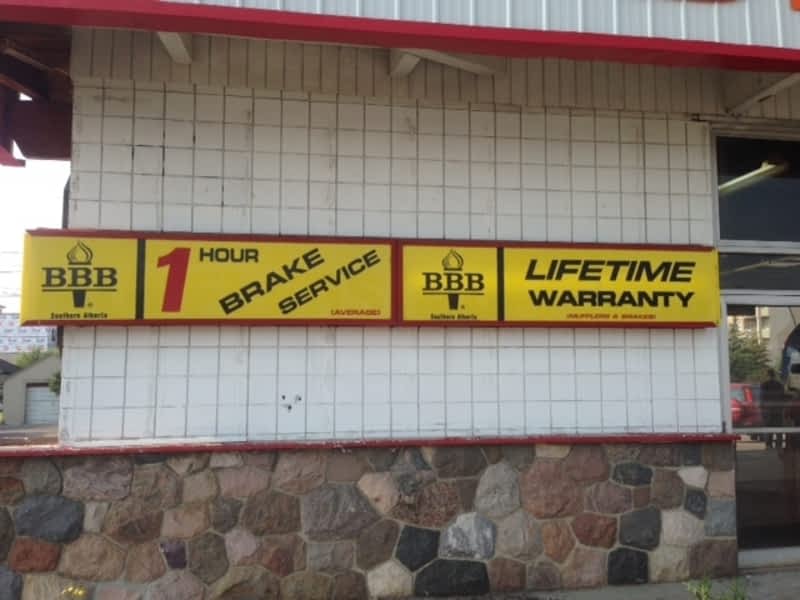 BBB
Southern Alberta
1 HOUR
BRAKE
SERVICE
(AVERAGE)
BBB
Southern Alberta
LIFETIME
WARRANTY
(MUFFLERS & BRAKES)